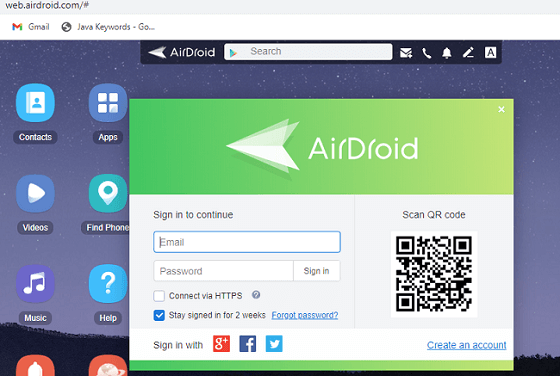 web.airdroid.com/#
Gmail
Java Keywords - Go...
AirDroid
Search
A
Contacts
Apps
AirDroid
Sign in to continue
Scan QR code
Email
Videos
Find Phone
Password
Sign in
Connect via HTTPS
?
Stay signed in for 2 weeks
Forgot password?
Music
Help
Sign in with
g+
f
Create an account